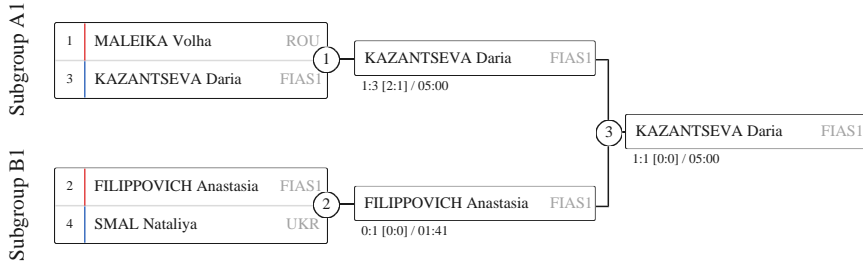 Subgroup A1
1 MALEIKA Volha ROU
3 KAZANTSEVA Daria FIAS1
1
KAZANTSEVA Daria FIAS1
1:3 [2:1] / 05:00
3
KAZANTSEVA Daria FIAS1
1:1 [0:0] / 05:00
Subgroup B1
2 FILIPPOVICH Anastasia FIAS1
4 SMAL Nataliya UKR
2
FILIPPOVICH Anastasia FIAS1
0:1 [0:0] / 01:41